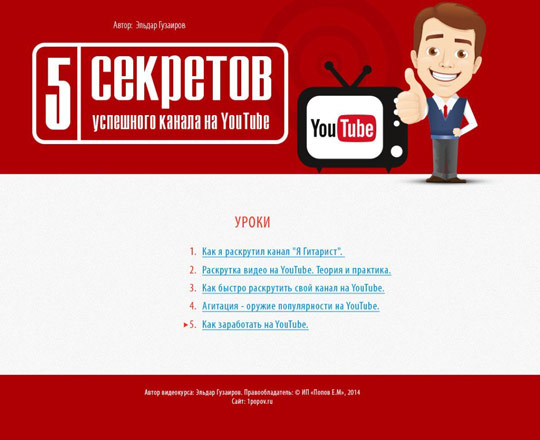 Автор: Эльдар Гузаиров
5 секретов
успешного канала на YouTube
YouTube
УРОКИ
1. Как я раскрутил канал "Я Гитарист".
2. Раскрутка видео на YouTube. Теория и практика.
3. Как быстро раскрутить свой канал на YouTube.
4. Агитация - оружие популярности на YouTube.
5. Как заработать на YouTube.
Автор видеокурса: Эльдар Гузаиров. Правообладатель: © ИП «Попов Е.М», 2014
Сайт: 1popov.ru